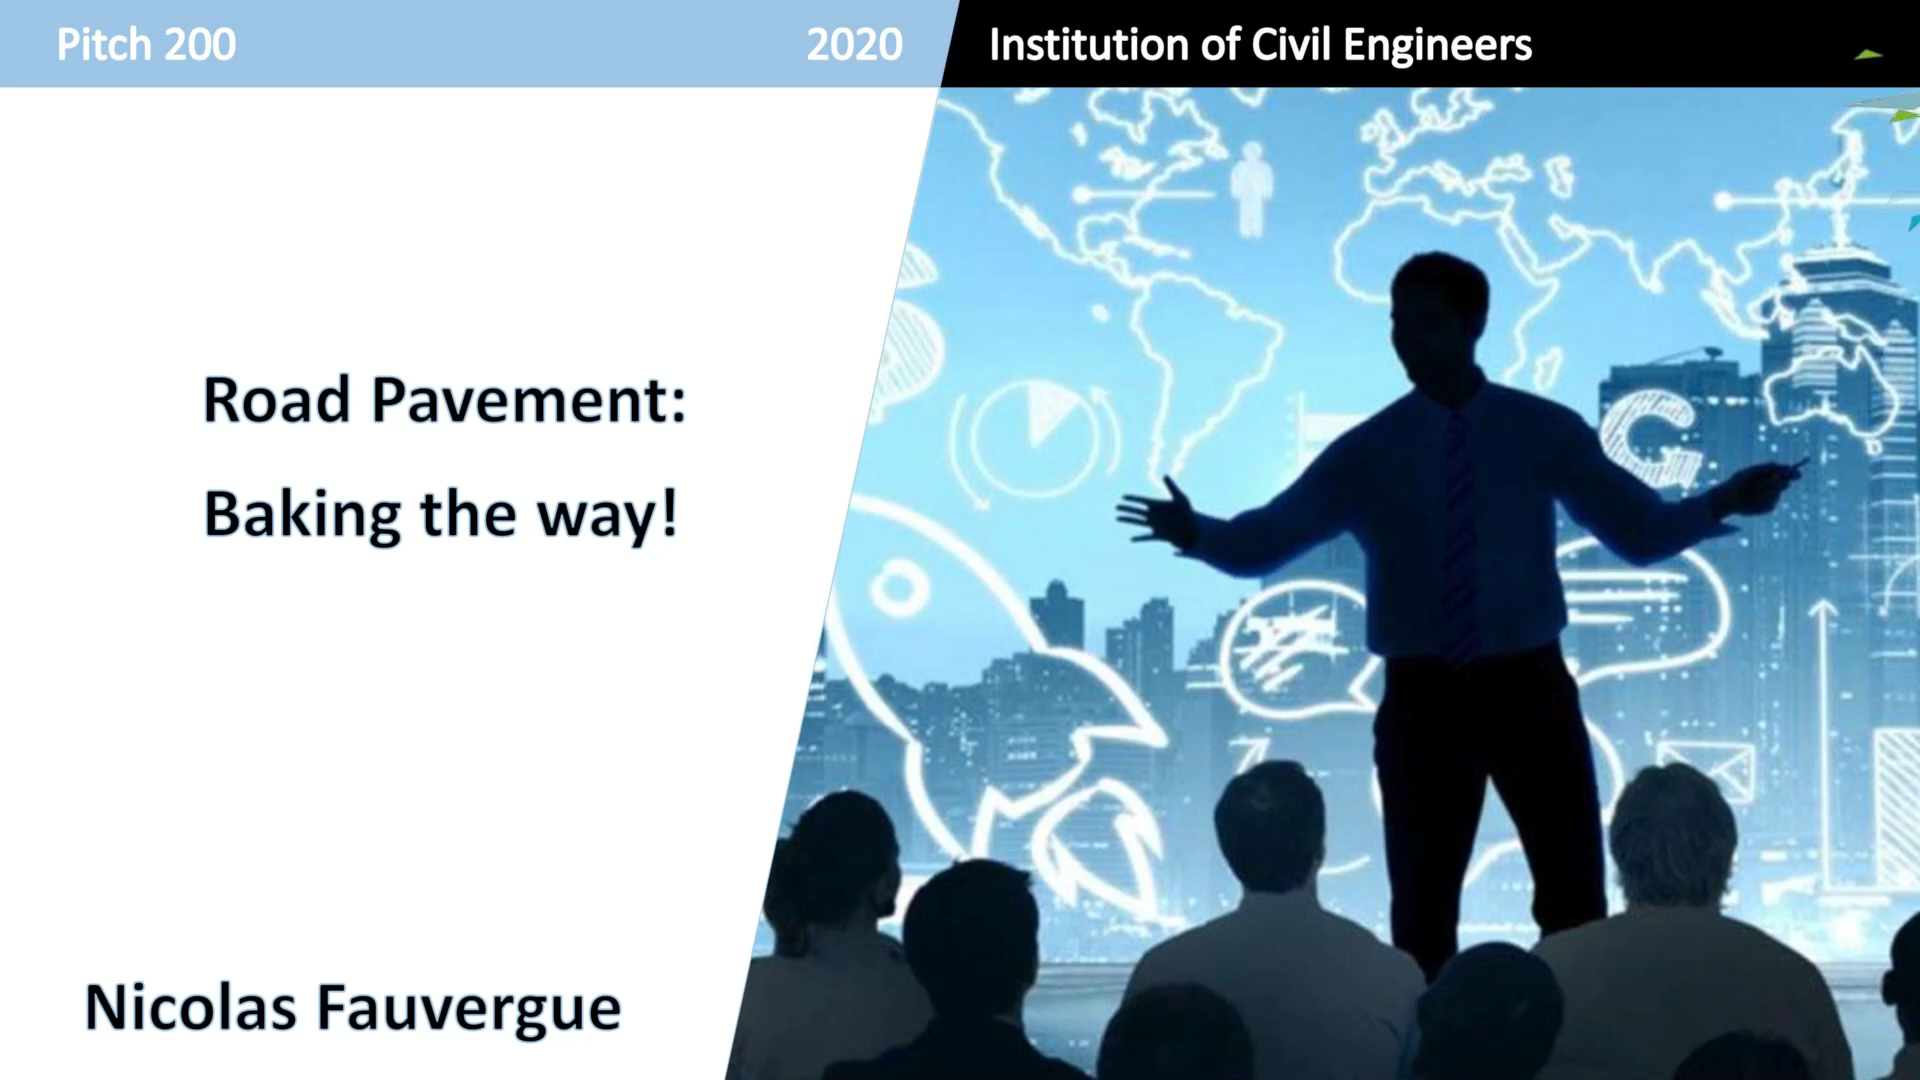 Pitch 200
2020
Institution of Civil Engineers
Road Pavement:
Baking the way!
Nicolas Fauvergue